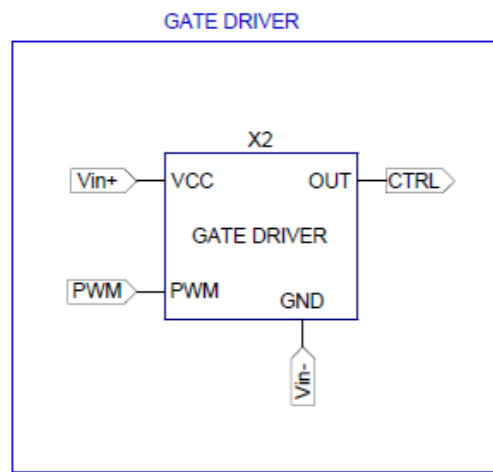 GATE DRIVER
X2
Vin+
VCC
OUT
CTRL
GATE DRIVER
PWM
PWM
GND
Vin-